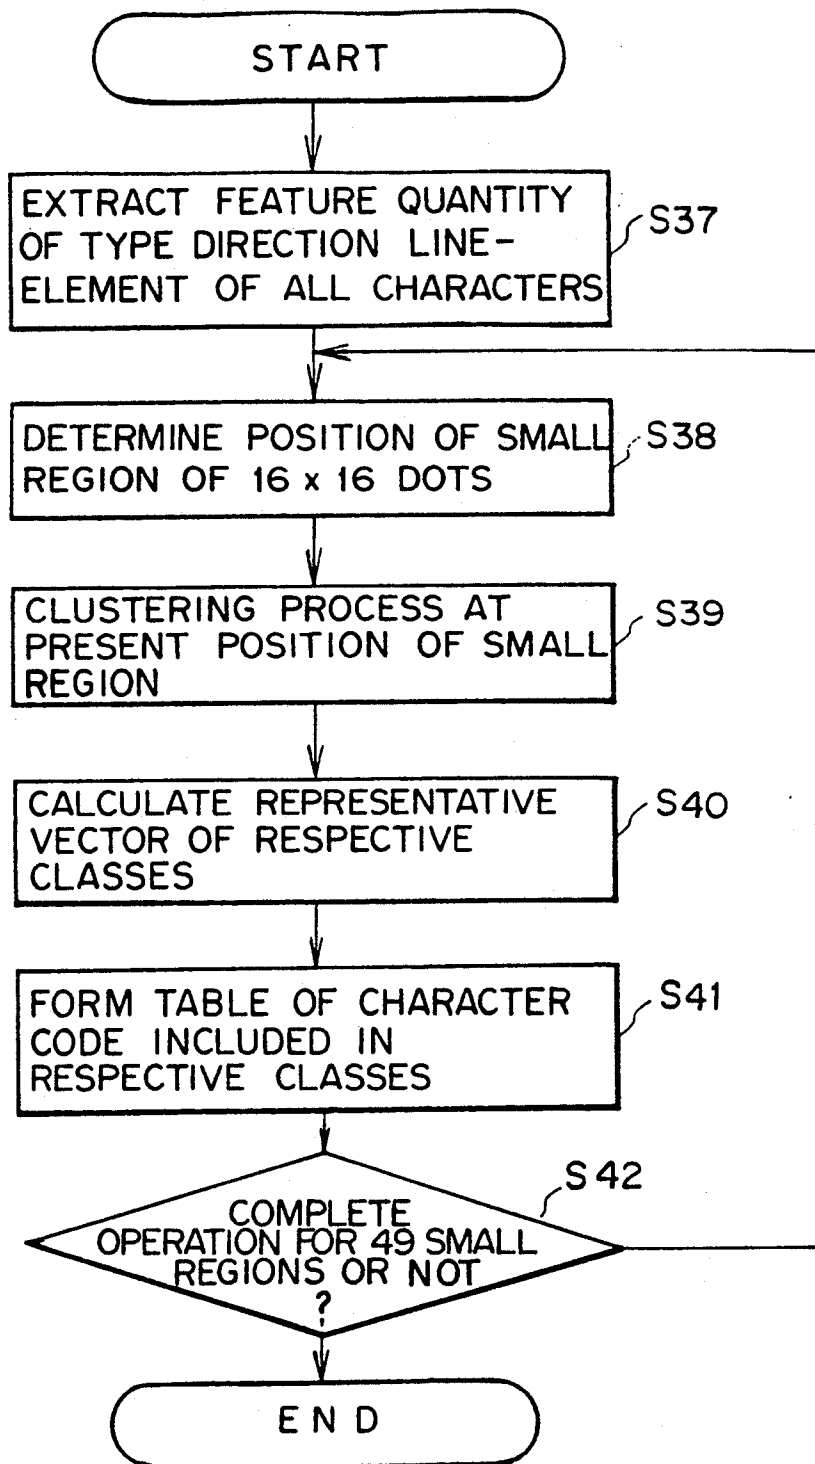 START
EXTRACT FEATURE QUANTITY
OF TYPE DIRECTION LINE-
ELEMENT OF ALL CHARACTERS
S37
DETERMINE POSITION OF SMALL
REGION OF 16 x 16 DOTS
S38
CLUSTERING PROCESS AT
PRESENT POSITION OF SMALL
REGION
S39
CALCULATE REPRESENTATIVE
VECTOR OF RESPECTIVE
CLASSES
S40
FORM TABLE OF CHARACTER
CODE INCLUDED IN
RESPECTIVE CLASSES
S41
COMPLETE
OPERATION FOR 49 SMALL
REGIONS OR NOT
?
S42
END